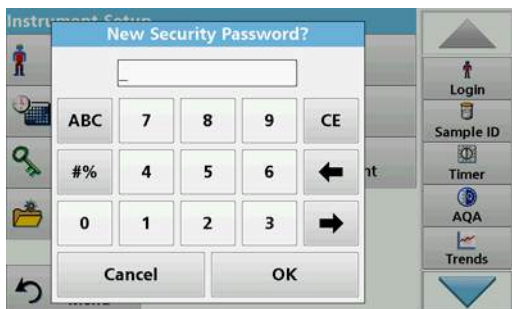 Instrument Setup
New Security Password?
_
ABC 7 8 9 CE
#% 4 5 6
0 1 2 3
Cancel OK
Menu
Login
Sample ID
Timer
AQA
Trends